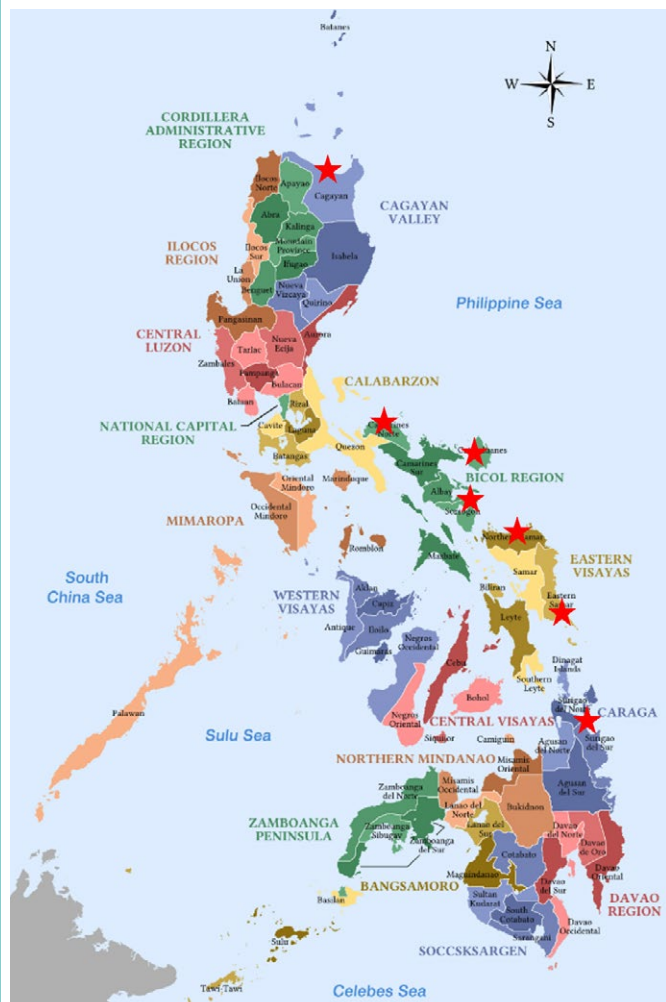 Batanes
N
W E
S
CORDILLERA
ADMINISTRATIVE
REGION
Ilocos
Norte
Apayao
Cagayan
CAGAYAN
VALLEY
Abra
Kalinga
ILOCOS
REGION
Ilocos
Sur
Mountain
Province
Ifugao
Isabela
La
Union
Benguet
Nueva
Vizcaya
Quirino
Philippine Sea
Pangasinan
Aurora
CENTRAL
LUZON
Nueva
Ecija
Tarlac
Zambales
Pampanga
Bulacan
Bataan
CALABARZON
NATIONAL CAPITAL
REGION
Rizal
Cavite
Laguna
Batangas
Quezon
Norte
Camarines
Sur
BICOL REGION
Albay
Sorsogon
Oriental
Mindoro
Marinduque
MIMAROPA
Occidental
Mindoro
Romblon
Masbate
Northern Samar
EASTERN
VISAYAS
Samar
Biliran
Eastern
Samar
South
China Sea
WESTERN
VISAYAS
Aklan
Capiz
Antique
Iloilo
Guimaras
Negros
Occidental
Leyte
Cebu
Southern
Leyte
Dinagat
Islands
Bohol
Palawan
Negros
Oriental
CENTRAL VISAYAS
Siquijor
Camiguin
Surigao del Norte
CARAGA
Surigao
del Sur
Sulu Sea
NORTHERN MINDANAO
Misamis
Oriental
Agusan
del Norte
Zamboanga
del Norte
Misamis
Occidental
Lanao del
Norte
Bukidnon
Agusan
del Sur
ZAMBOANGA
PENINSULA
Zamboanga
Sibugay
Zamboanga
del Sur
Lanao del
Sur
Davao
del Norte
Davao
de Oro
Cotabato
Maguindanao
Davao
del Sur
Davao
Oriental
BANGSAMORO
Basilan
Sultan
Kudarat
South
Cotabato
Sarangani
Davao
Occidental
DAVAO
REGION
SOCCSKSARGEN
Sulu
Tawi-Tawi
Celebes Sea